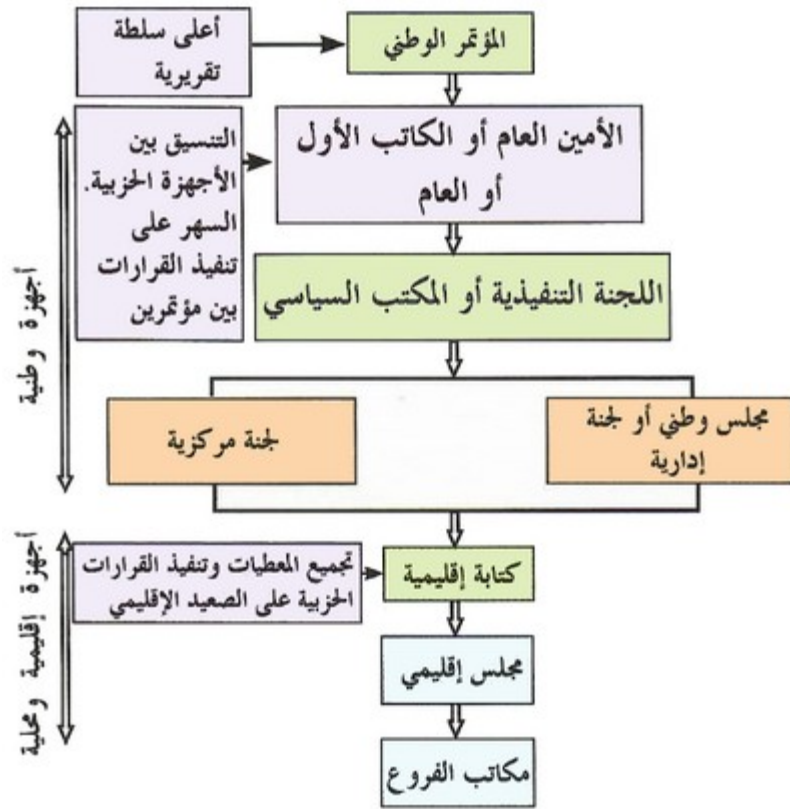 المؤتمر الوطني
أعلى سلطة
تقريرية
الأمين العام أو الكاتب الأول
أو العام
التنسيق بين
الأجهزة الحزبية.
السهر على
تنفيذ القرارات
بين مؤتمرين
اللجنة التنفيذية أو المكتب السياسي
أجهزة وطنية
مجلس وطني أو لجنة
إدارية
لجنة مركزية
كتابة إقليمية
تجميع المعطيات وتنفيذ القرارات
الحزبية على الصعيد الإقليمي
مجلس إقليمي
مكاتب الفروع
أجهزة إقليمية ومحلية